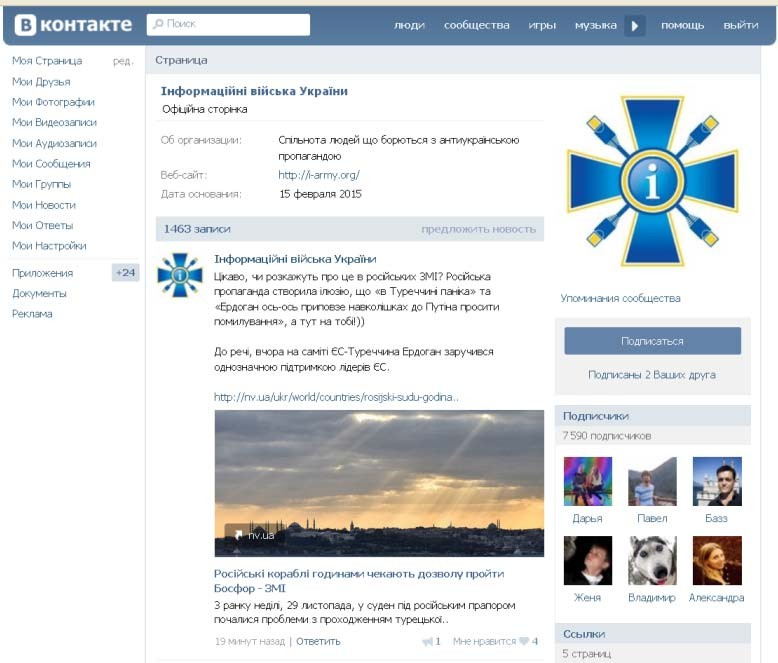 В контакте
Поиск
люди сообщества игры музыка помощь выйти
Моя Страница ред.
Мои Друзья
Мои Фотографии
Мои Видеозаписи
Мои Аудиозаписи
Мои Сообщения
Мои Группы
Мои Новости
Мои Ответы
Мои Настройки
Приложения +24
Документы
Реклама
Страница
Інформаційні війська України
Офіційна сторінка
Об организации: Спільнота людей що борються з антиукраїнською
пропагандою
Веб-сайт: http://i-army.org/
Дата основания: 15 февраля 2015
1463 записи предложить новость
Інформаційні війська України
Цікаво, чи розкажуть про це в російських ЗМІ? Російська
пропаганда створила ілюзію, що «в Туреччині паніка» та
«Ердоган ось-ось приповзе навколішках до Путіна просити
помилування», а тут на тобі!))
До речі, вчора на саміті ЄС-Туреччина Ердоган заручився
однозначною підтримкою лідерів ЄС.
http://nv.ua/ukr/world/countries/rosijski-sudu-godina..
nv.ua
Російські кораблі годинами чекають дозволу пройти
Босфор - ЗМІ
З ранку неділі, 29 листопада, у суден під російським прапором
почалися проблеми з проходженням турецької..
19 минут назад | Ответить 1 Мне нравится 4
i
Упоминания сообщества
Подписаться
Подписаны 2 Ваших друга
Подписчики
7 590 подписчиков
Дарья Павел Базз
Женя Владимир Александра
Ссылки
5 страниц